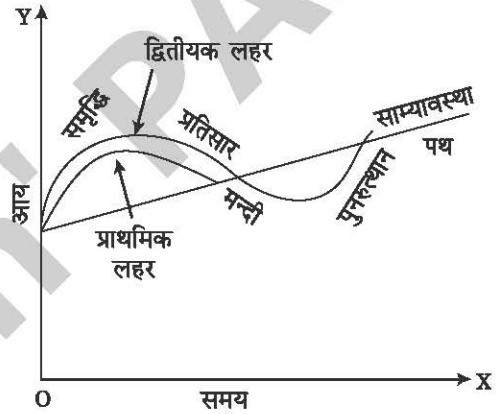 Y
द्वितीयक लहर
समृद्धि
प्रतिसार
साम्यावस्था
पथ
आय
मन्दी
पुनरुत्थान
प्राथमिक
लहर
O
समय
X